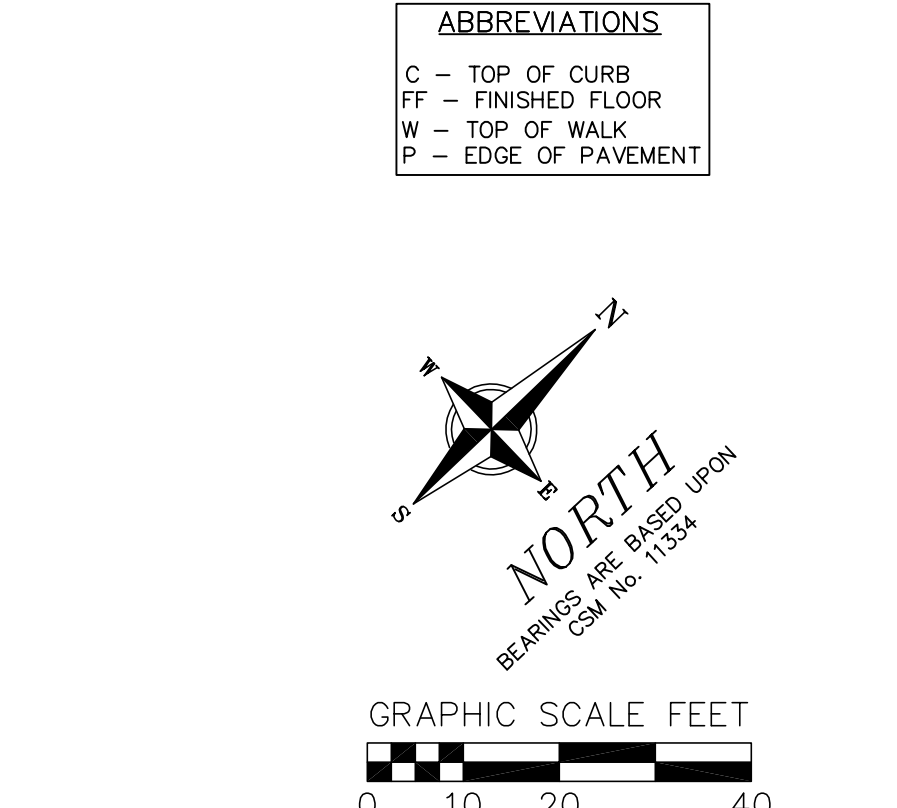 ABBREVIATIONS
C – TOP OF CURB
FF – FINISHED FLOOR
W – TOP OF WALK
P – EDGE OF PAVEMENT
N
W
E
S
NORTH
BEARINGS ARE BASED UPON
CSM No. 11334
GRAPHIC SCALE FEET
0 10 20 40